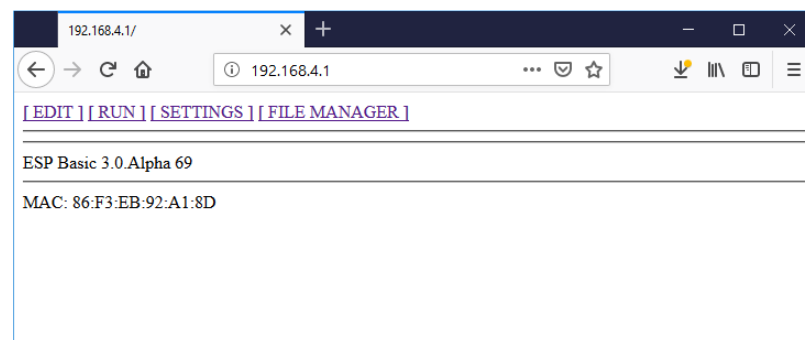 192.168.4.1/
192.168.4.1
[ EDIT ] [ RUN ] [ SETTINGS ] [ FILE MANAGER ]
ESP Basic 3.0.Alpha 69
MAC: 86:F3:EB:92:A1:8D